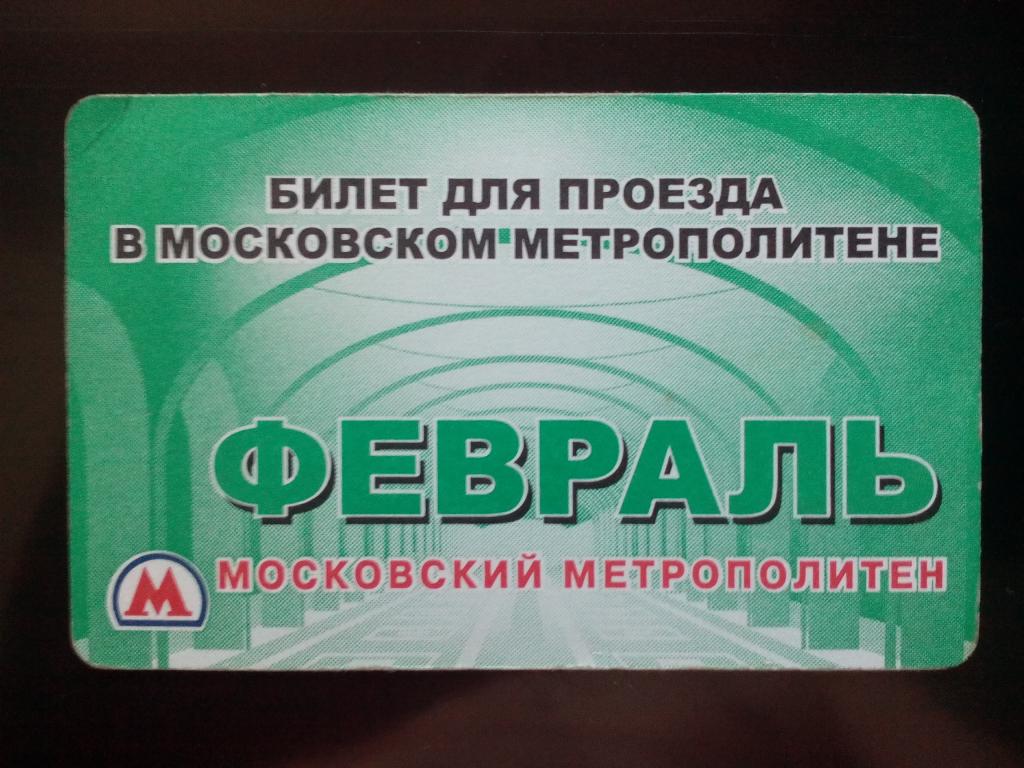 БИЛЕТ ДЛЯ ПРОЕЗДА
В МОСКОВСКОМ МЕТРОПОЛИТЕНЕ
ФЕВРАЛЬ
М МОСКОВСКИЙ МЕТРОПОЛИТЕН